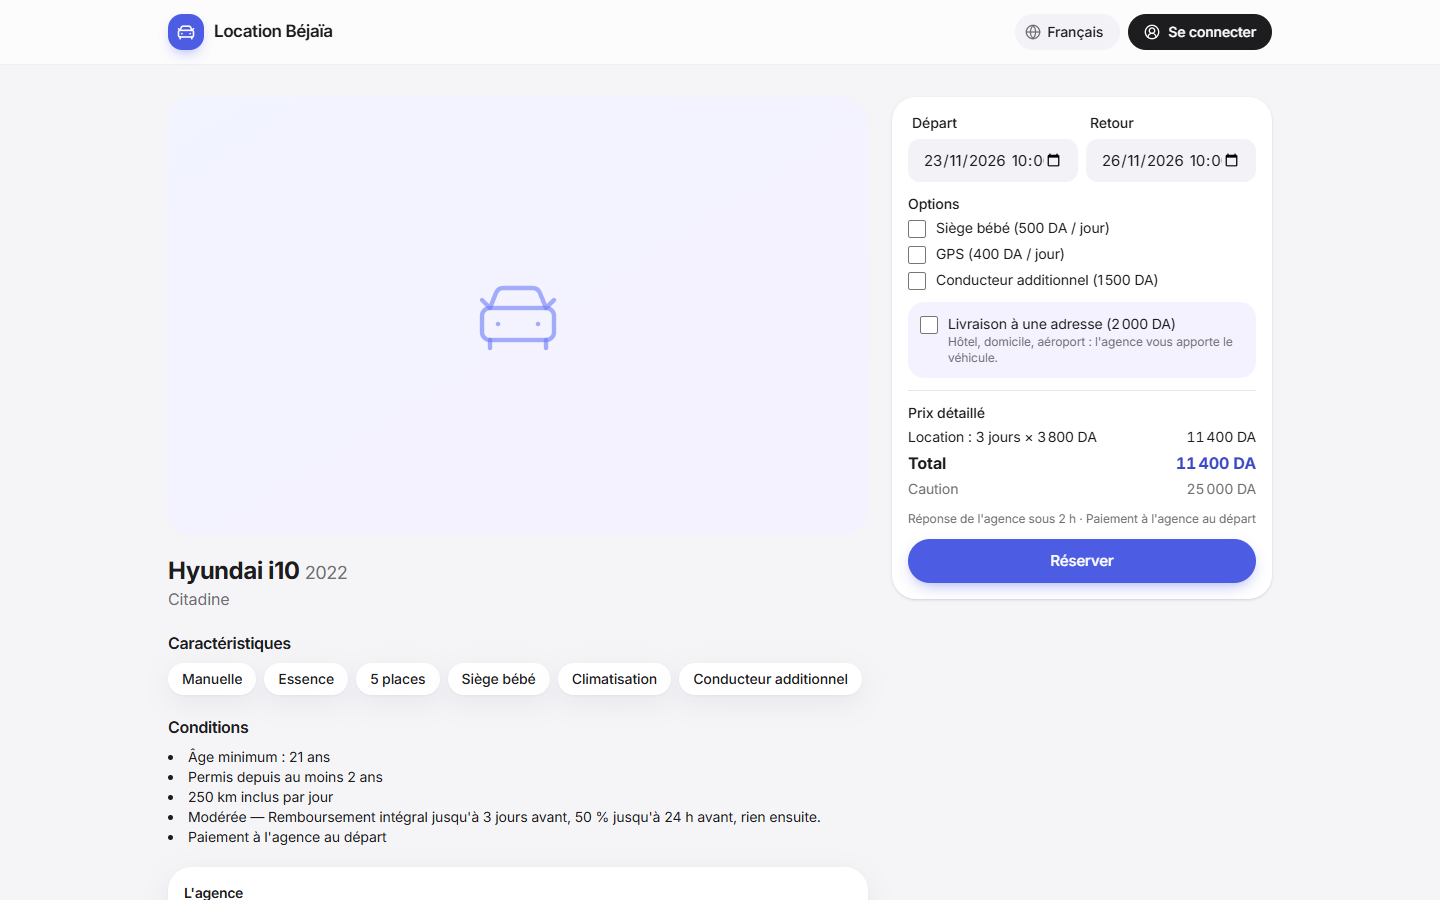 Location Béjaïa
Français
Se connecter
Départ
Retour
23/11/2026 10:0
26/11/2026 10:0
Options
Siège bébé (500 DA / jour)
GPS (400 DA / jour)
Conducteur additionnel (1 500 DA)
Livraison à une adresse (2 000 DA)
Hôtel, domicile, aéroport : l'agence vous apporte le
véhicule.
Prix détaillé
Location : 3 jours × 3 800 DA
11 400 DA
Total
11 400 DA
Caution
25 000 DA
Réponse de l'agence sous 2 h · Paiement à l'agence au départ
Réserver
Hyundai i10 2022
Citadine
Caractéristiques
Manuelle
Essence
5 places
Siège bébé
Climatisation
Conducteur additionnel
Conditions
Âge minimum : 21 ans
Permis depuis au moins 2 ans
250 km inclus par jour
Modérée — Remboursement intégral jusqu'à 3 jours avant, 50 % jusqu'à 24 h avant, rien ensuite.
Paiement à l'agence au départ
L'agence